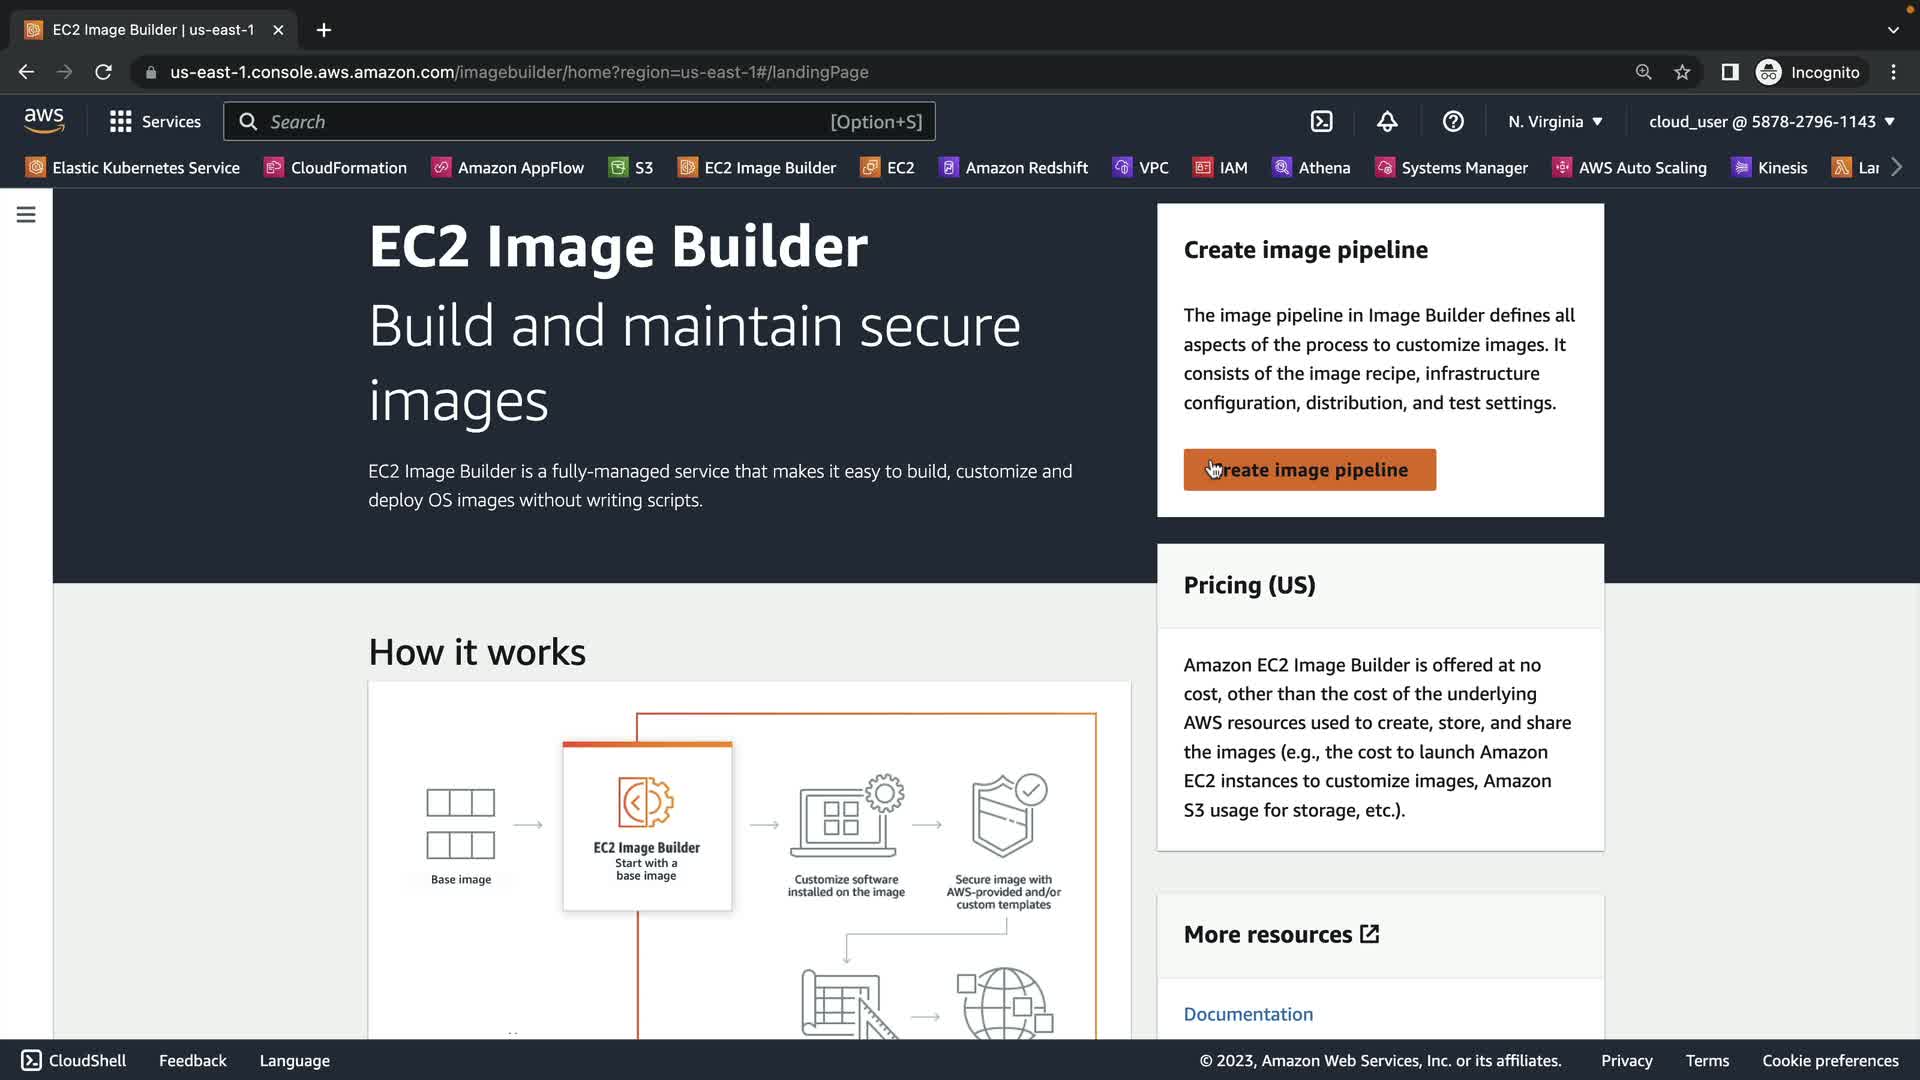 EC2 Image Builder | us-east-1
us-east-1.console.aws.amazon.com/imagebuilder/home?region=us-east-1#/landingPage
Incognito
aws
Services
Search
[Option+S]
N. Virginia
cloud_user @ 5878-2796-1143
Elastic Kubernetes Service
CloudFormation
Amazon AppFlow
S3
EC2 Image Builder
EC2
Amazon Redshift
VPC
IAM
Athena
Systems Manager
AWS Auto Scaling
Kinesis
Lar
EC2 Image Builder
Build and maintain secure
images
EC2 Image Builder is a fully-managed service that makes it easy to build, customize and
deploy OS images without writing scripts.
Create image pipeline
The image pipeline in Image Builder defines all
aspects of the process to customize images. It
consists of the image recipe, infrastructure
configuration, distribution, and test settings.
Create image pipeline
Pricing (US)
Amazon EC2 Image Builder is offered at no
cost, other than the cost of the underlying
AWS resources used to create, store, and share
the images (e.g., the cost to launch Amazon
EC2 instances to customize images, Amazon
S3 usage for storage, etc.).
More resources
Documentation
How it works
Base image
EC2 Image Builder
Start with a
base image
Customize software
installed on the image
Secure image with
AWS-provided and/or
custom templates
CloudShell
Feedback
Language
© 2023, Amazon Web Services, Inc. or its affiliates.
Privacy
Terms
Cookie preferences